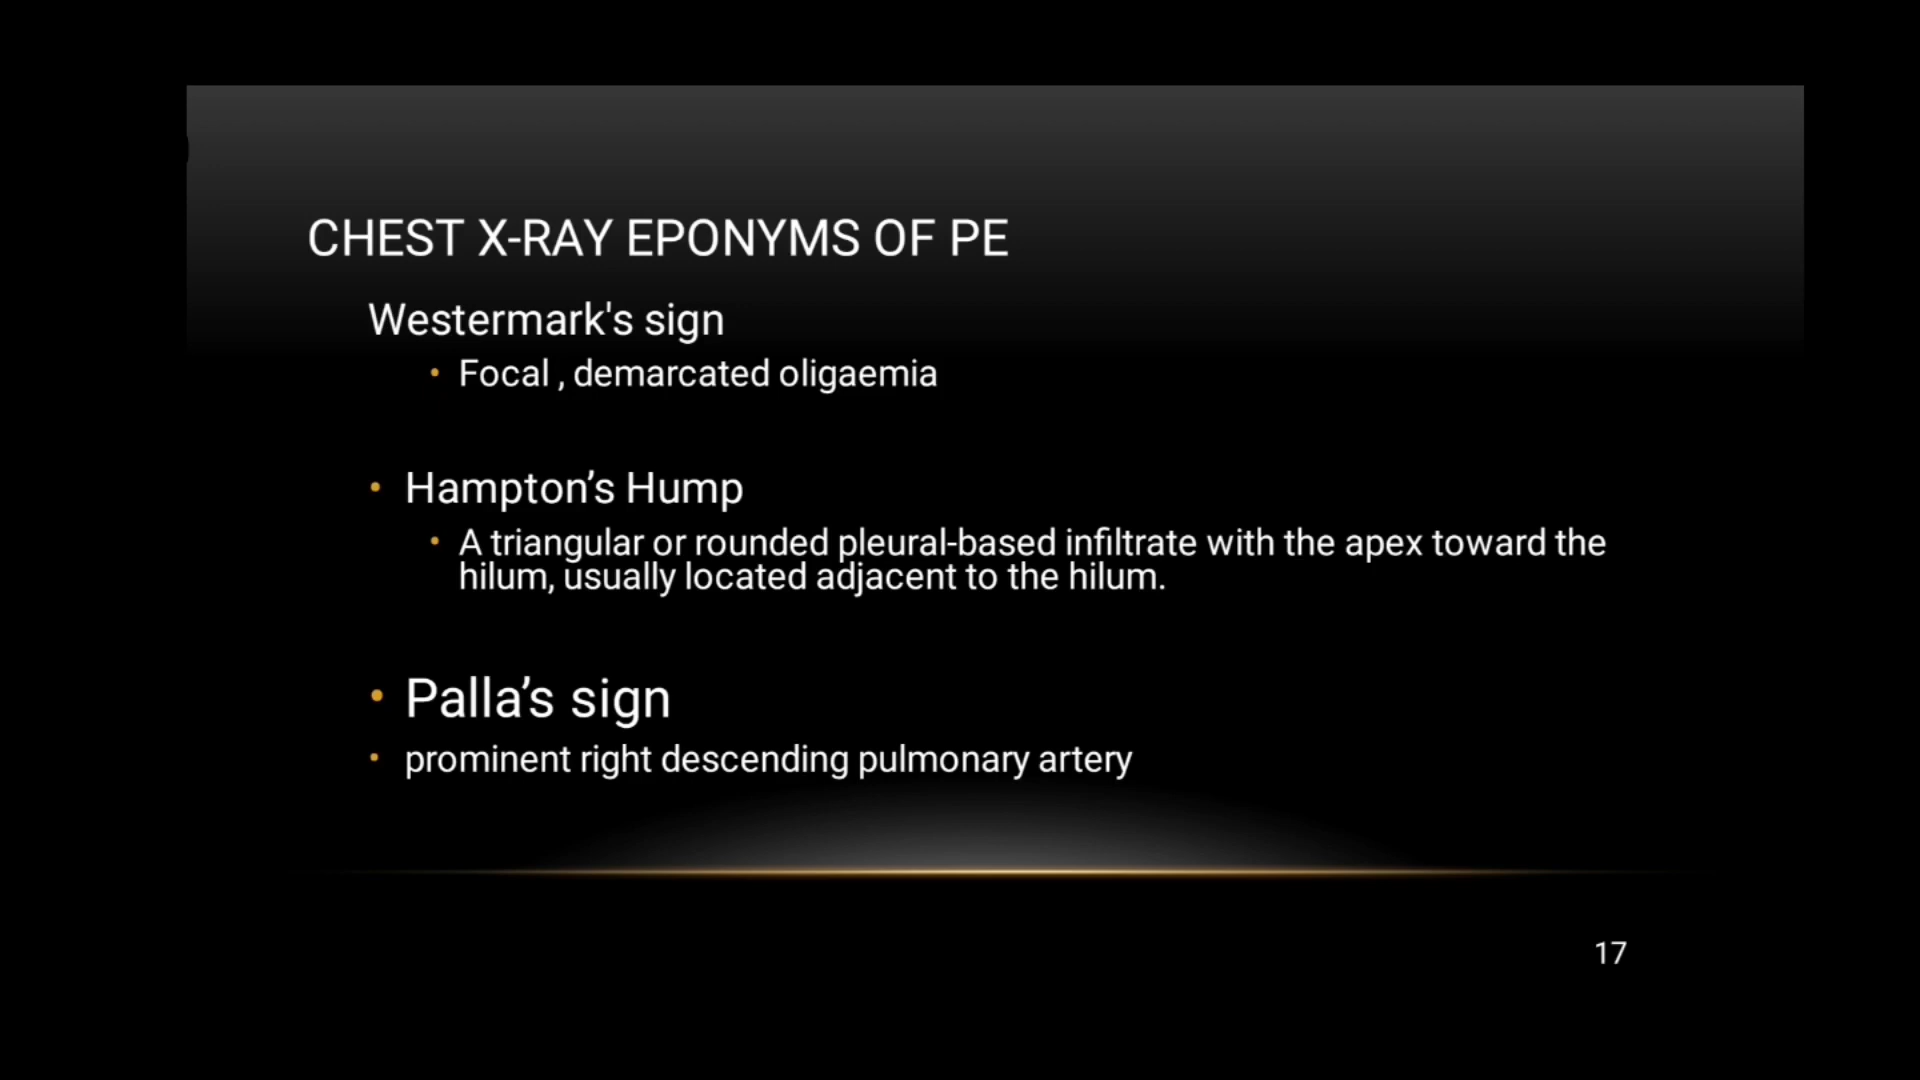 CHEST X-RAY EPONYMS OF PE
Westermark's sign
• Focal , demarcated oligaemia
• Hampton’s Hump
• A triangular or rounded pleural-based infiltrate with the apex toward the
hilum, usually located adjacent to the hilum.
• Palla’s sign
• prominent right descending pulmonary artery
17